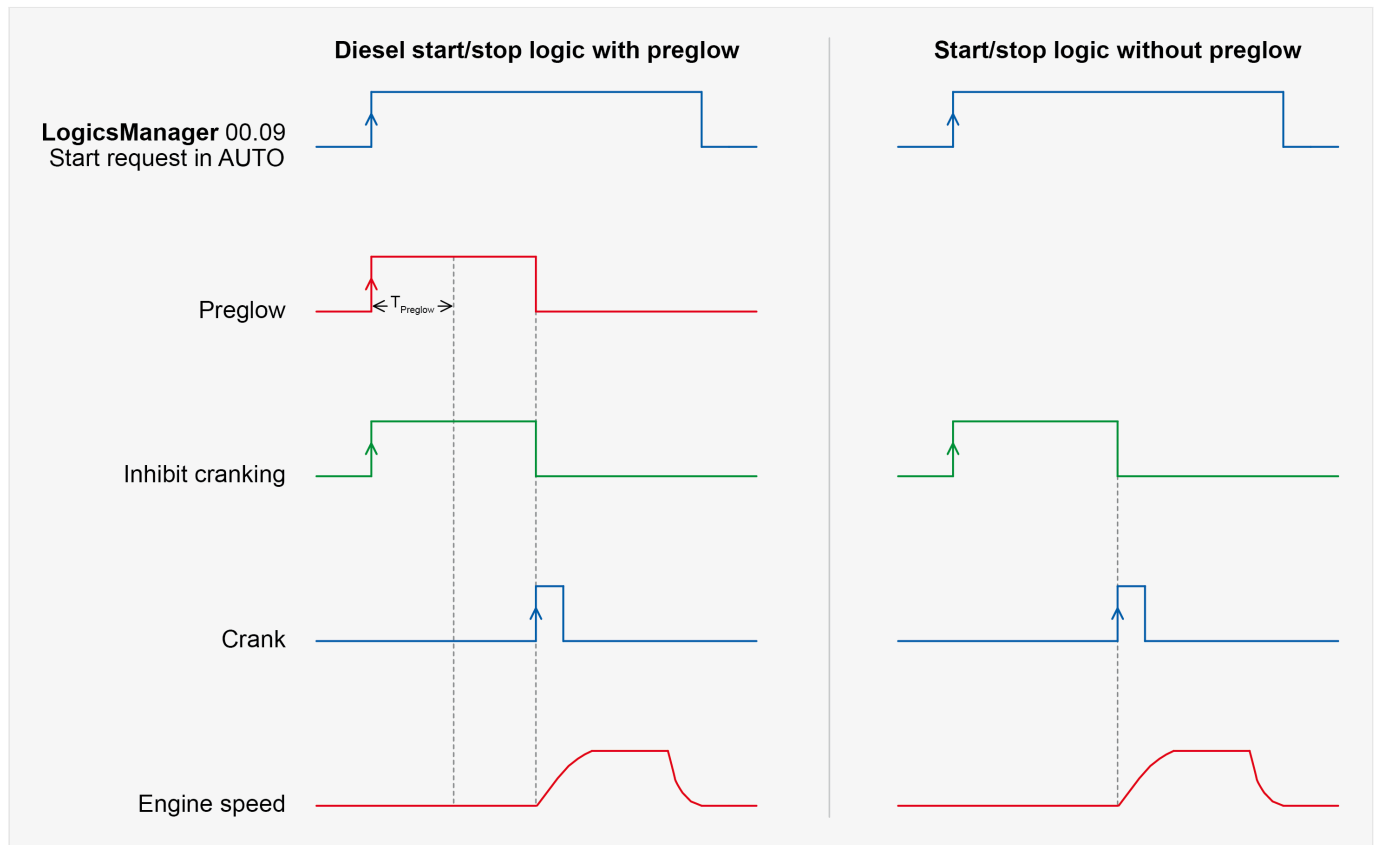 Diesel start/stop logic with preglow
Start/stop logic without preglow
LogicsManager 00.09
Start request in AUTO
Preglow
TPreglow
Inhibit cranking
Crank
Engine speed